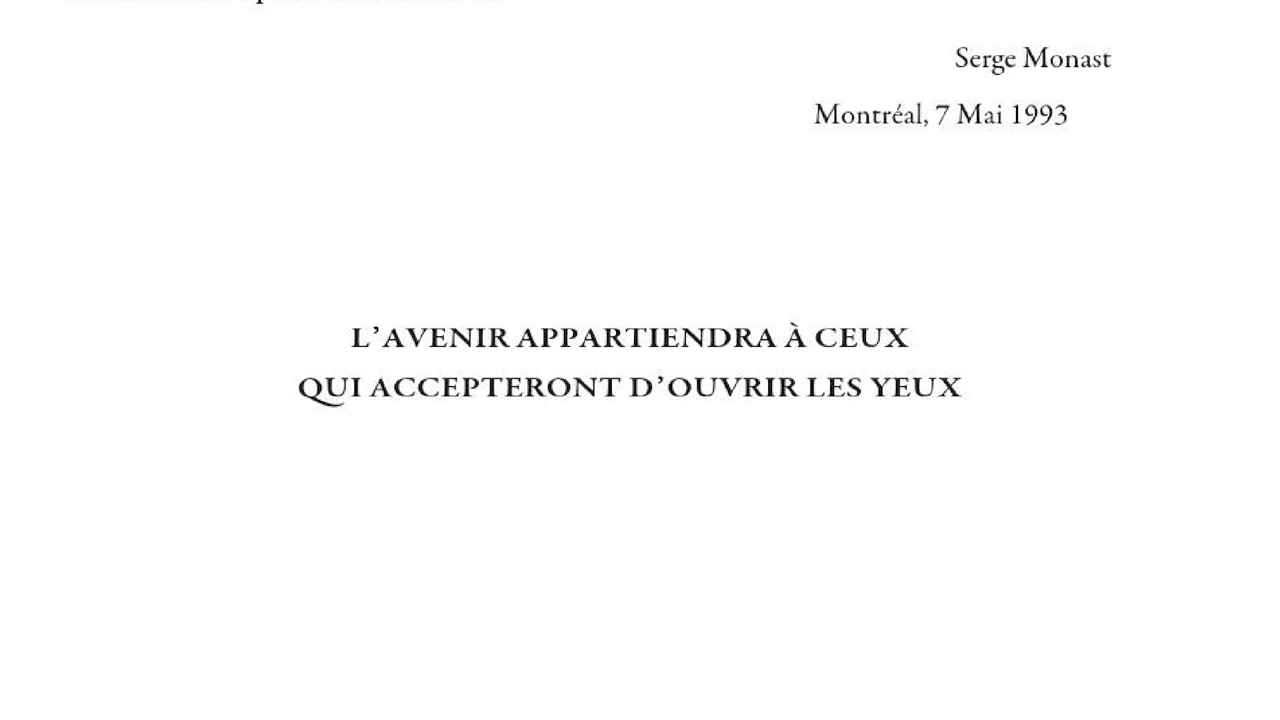 Serge Monast
Montréal, 7 Mai 1993
L’AVENIR APPARTIENDRA À CEUX
QUI ACCEPTERONT D’OUVRIR LES YEUX